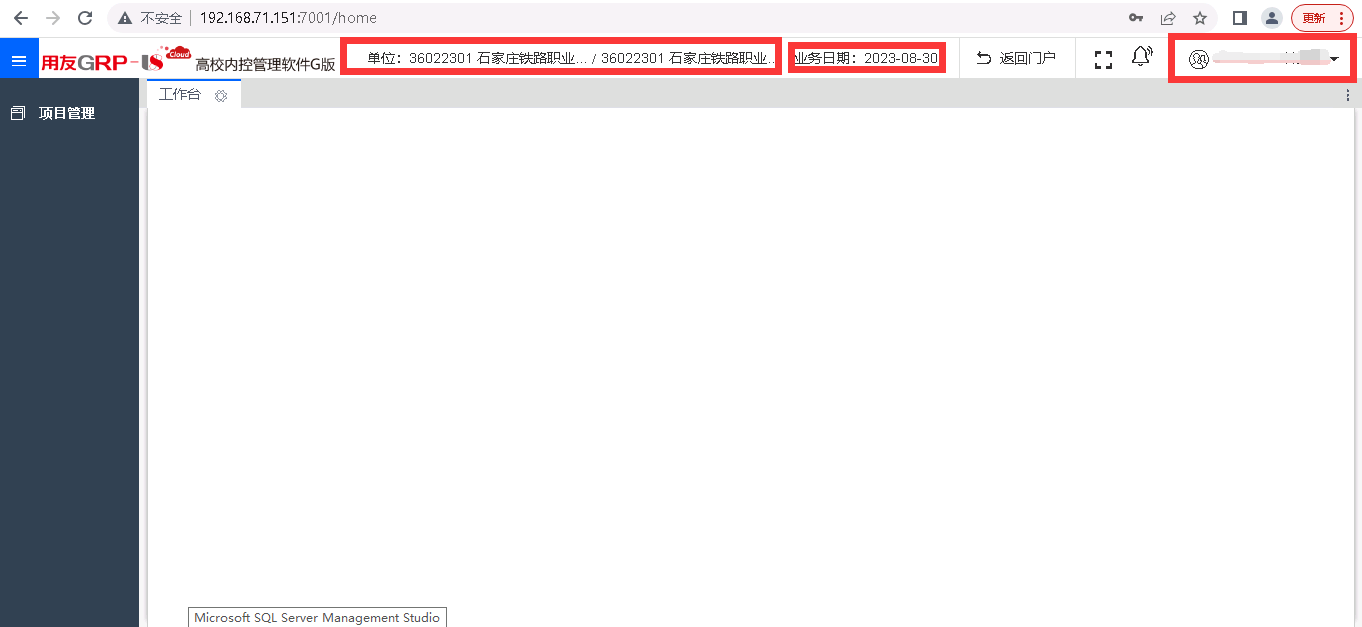 不安全 192.168.71.151:7001/home 更新
用友GRP-US Cloud 高校内控管理软件G版 单位：36022301 石家庄铁路职业... / 36022301 石家庄铁路职业.. 业务日期：2023-08-30 返回门户
工作台
项目管理
Microsoft SQL Server Management Studio